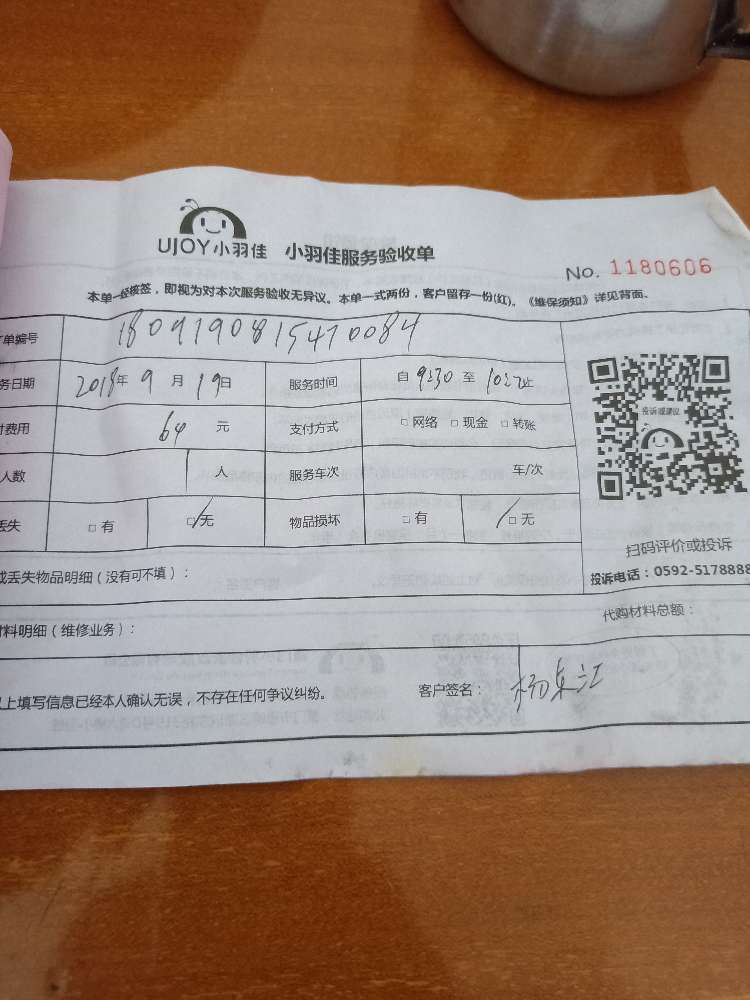 UJOY小羽佳 小羽佳服务验收单
No. 1180606
本单一经核签，即视为对本次服务验收无异议。本单一式两份，客户留存一份(红)。《维保须知》详见背面。
单编号 1809190815410084
务日期 2018年 9 月 19日 服务时间 自 9:30 至 止
费用 64 元 支付方式 □ 网络 □ 现金 □ 转账
人数 人 服务车次 车/次
丢失 □ 有 □ 无 物品损坏 □ 有 □ 无
投诉或建议
扫码评价或投诉
投诉电话：0592-5178888
或丢失物品明细（没有可不填）：
代购材料总额：
材料明细（维修业务）：
上填写信息已经本人确认无误，不存在任何争议纠纷。 客户签名：